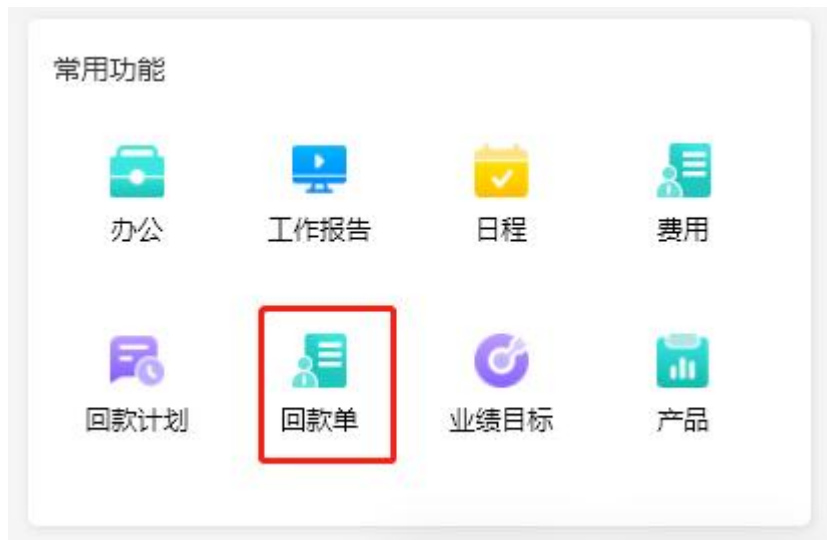 常用功能
办公 工作报告 日程 费用
回款计划 回款单 业绩目标 产品